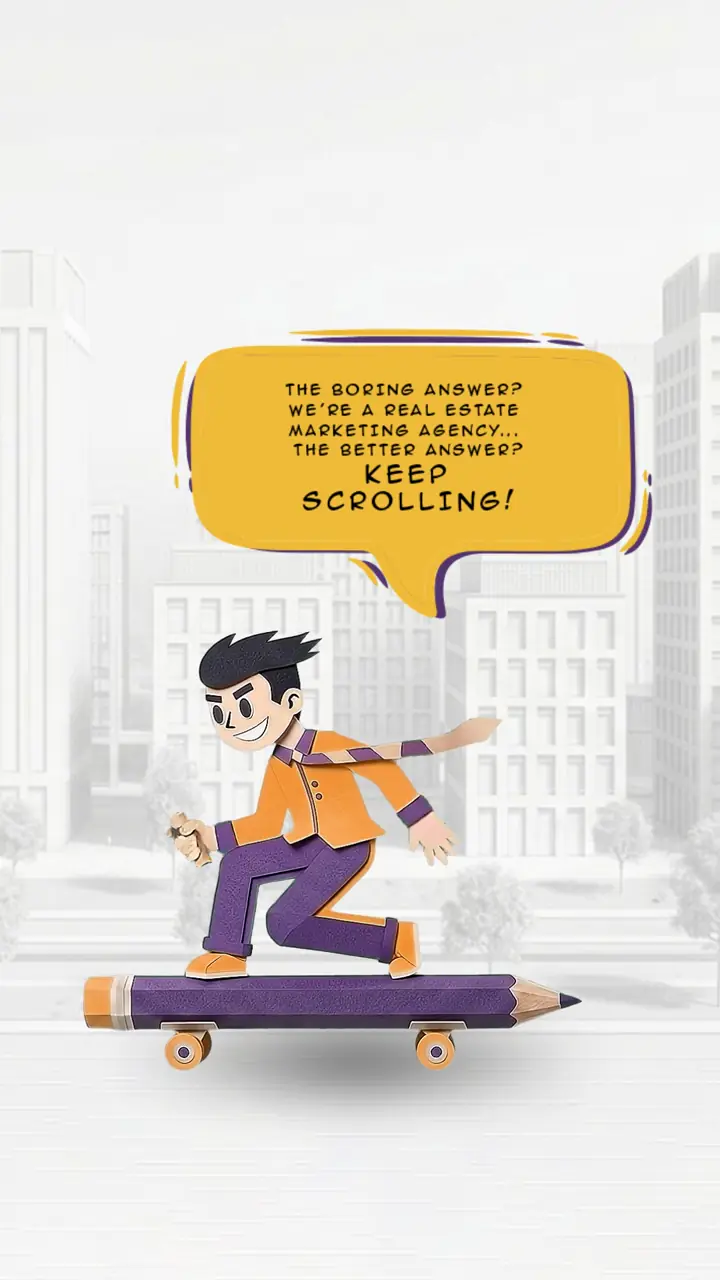 THE BORING ANSWER?
WE'RE A REAL ESTATE
MARKETING AGENCY...
THE BETTER ANSWER?
KEEP
SCROLLING!